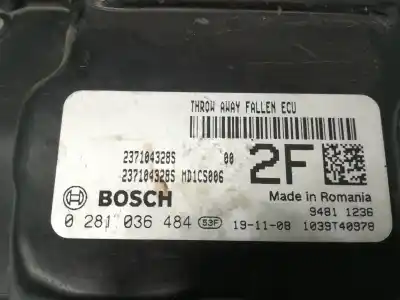 THROW AWAY FALLEN ECU
237104328S 00
237104328S MD1CS006
2F
BOSCH
Made in Romania
9481 1236
0 281 036 484 S3F 19-11-08 1039T40978